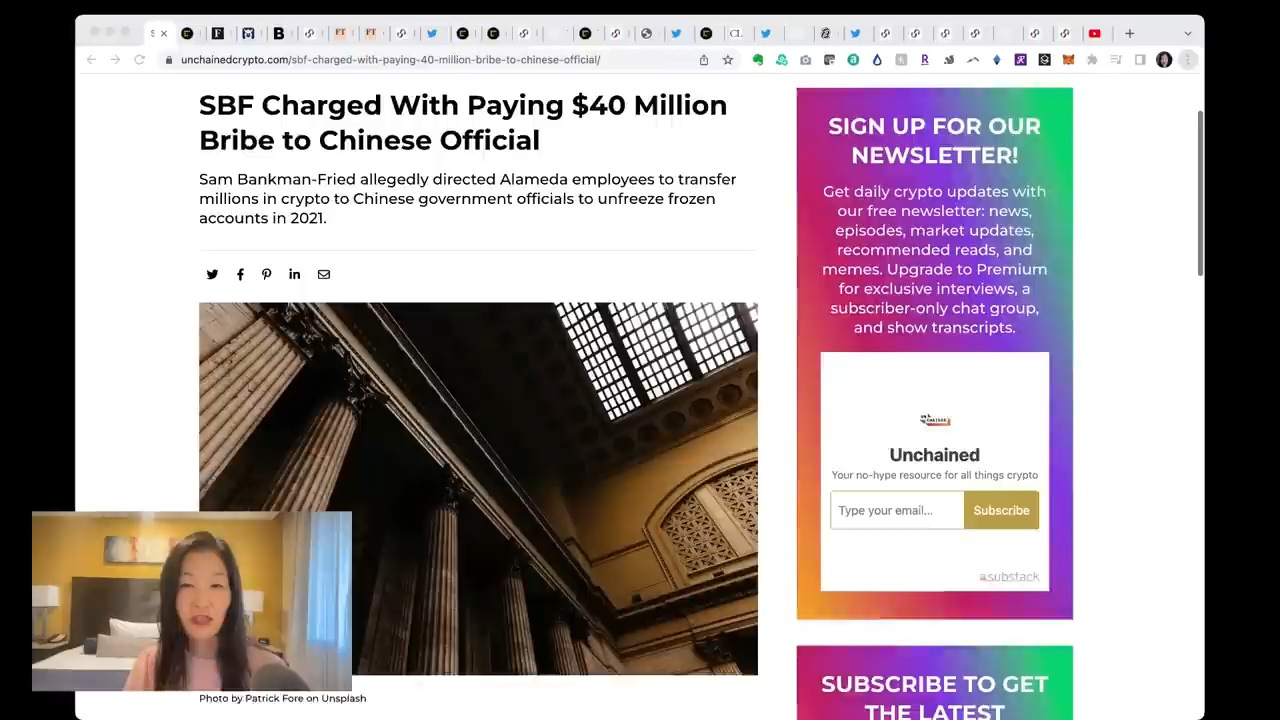 unchainedcrypto.com/sbf-charged-with-paying-40-million-bribe-to-chinese-official/
SBF Charged With Paying $40 Million
Bribe to Chinese Official
Sam Bankman-Fried allegedly directed Alameda employees to transfer
millions in crypto to Chinese government officials to unfreeze frozen
accounts in 2021.
Photo by Patrick Fore on Unsplash
SIGN UP FOR OUR
NEWSLETTER!
Get daily crypto updates with
our free newsletter: news,
episodes, market updates,
recommended reads, and
memes. Upgrade to Premium
for exclusive interviews, a
subscriber-only chat group,
and show transcripts.
Unchained
Your no-hype resource for all things crypto
Type your email...
Subscribe
substack
SUBSCRIBE TO GET
THE LATEST